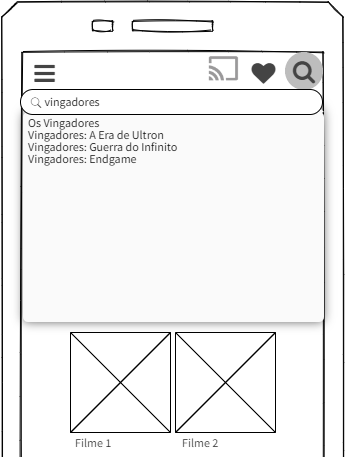 vingadores
Os Vingadores
Vingadores: A Era de Ultron
Vingadores: Guerra do Infinito
Vingadores: Endgame
Filme 1
Filme 2